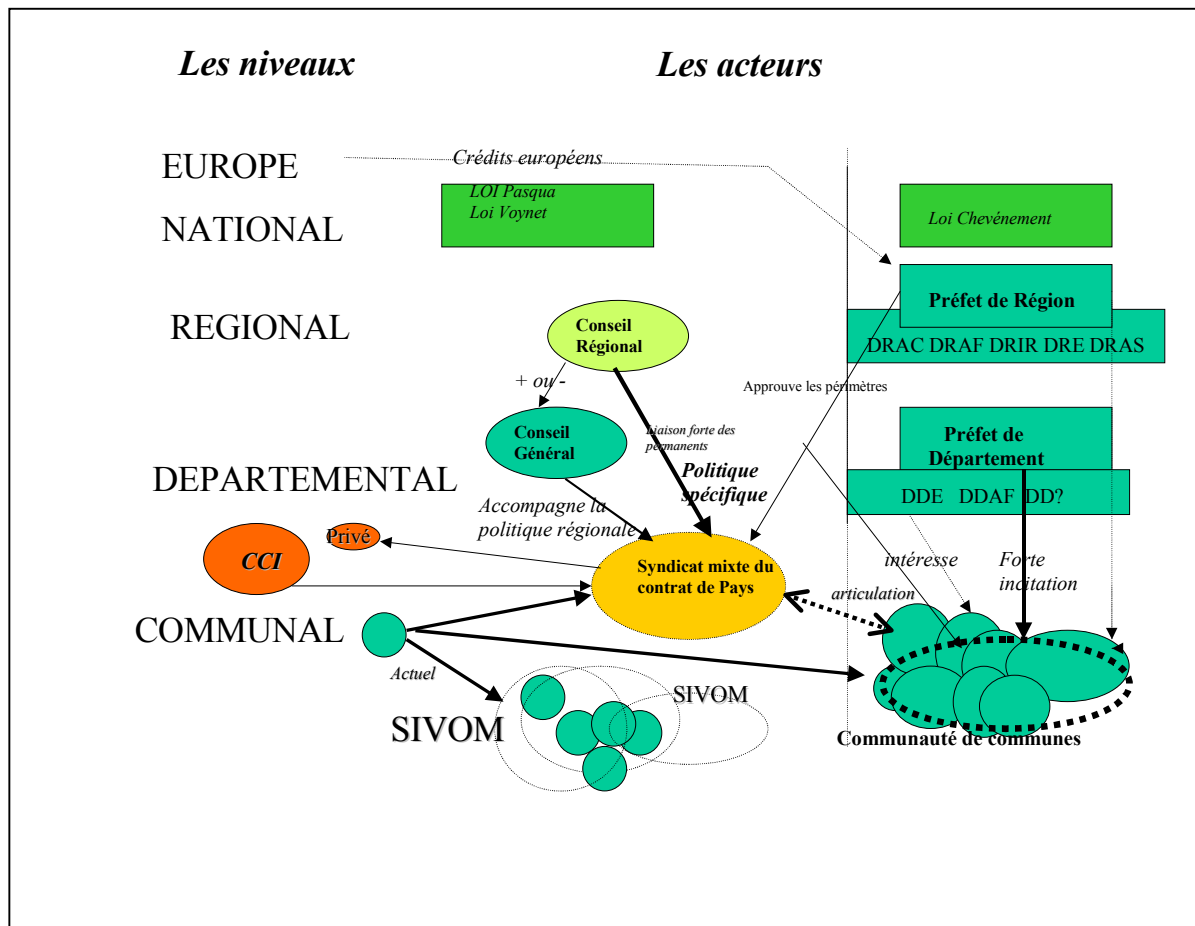 Les niveaux
Les acteurs
EUROPE
Crédits européens
NATIONAL
LOI Pasqua
Loi Voynet
Loi Chevénement
REGIONAL
Conseil
Régional
Préfet de Région
DRAC DRAF DRIR DRE DRAS
+ ou -
Approuve les périmètres
Conseil
Général
Liaison forte des
permanents
Politique
spécifique
Préfet de
Département
DEPARTEMENTAL
DDE DDAF DD?
Accompagne la
politique régionale
Privé
CCI
Syndicat mixte du
contrat de Pays
intéresse
Forte
incitation
articulation
COMMUNAL
Actuel
SIVOM
SIVOM
Communauté de communes